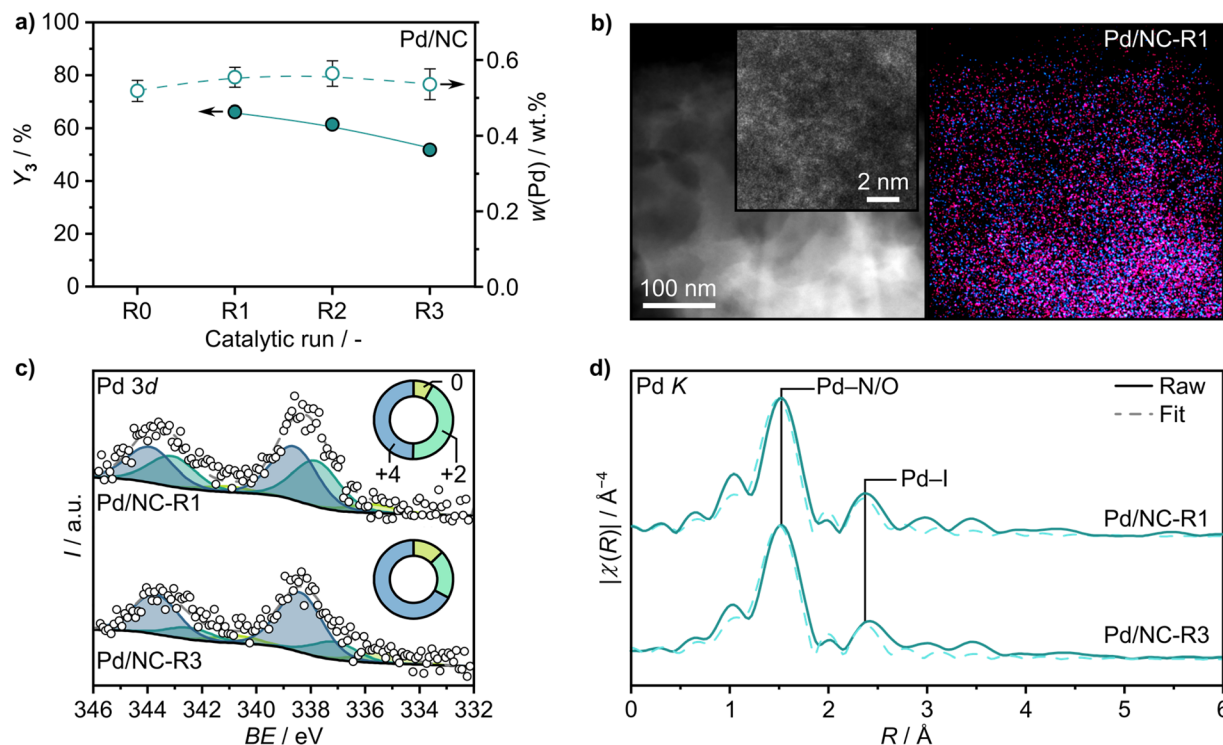 a)
Pd/NC
Y₃ / %
100
80
60
40
20
0
0.6
0.4
0.2
0.0
w(Pd) / wt.%
R0 R1 R2 R3
Catalytic run / -
b)
Pd/NC-R1
2 nm
100 nm
c)
Pd 3d
0
+4
+2
Pd/NC-R1
Pd/NC-R3
I / a.u.
346 344 342 340 338 336 334 332
BE / eV
d)
Pd K
Pd–N/O
Raw
Fit
Pd–I
Pd/NC-R1
Pd/NC-R3
|χ(R)| / Å⁻⁴
0 1 2 3 4 5 6
R / Å